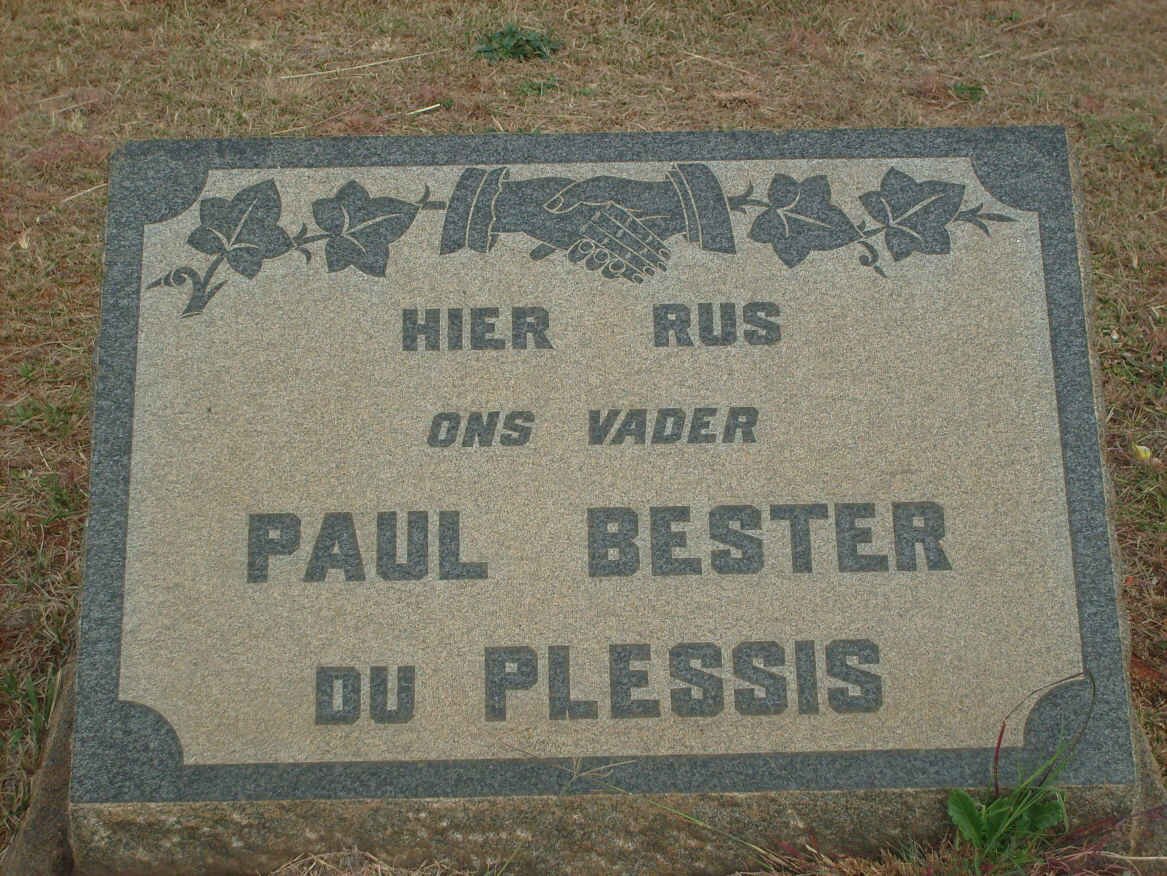 HIER RUS
ONS VADER
PAUL BESTER
DU PLESSIS